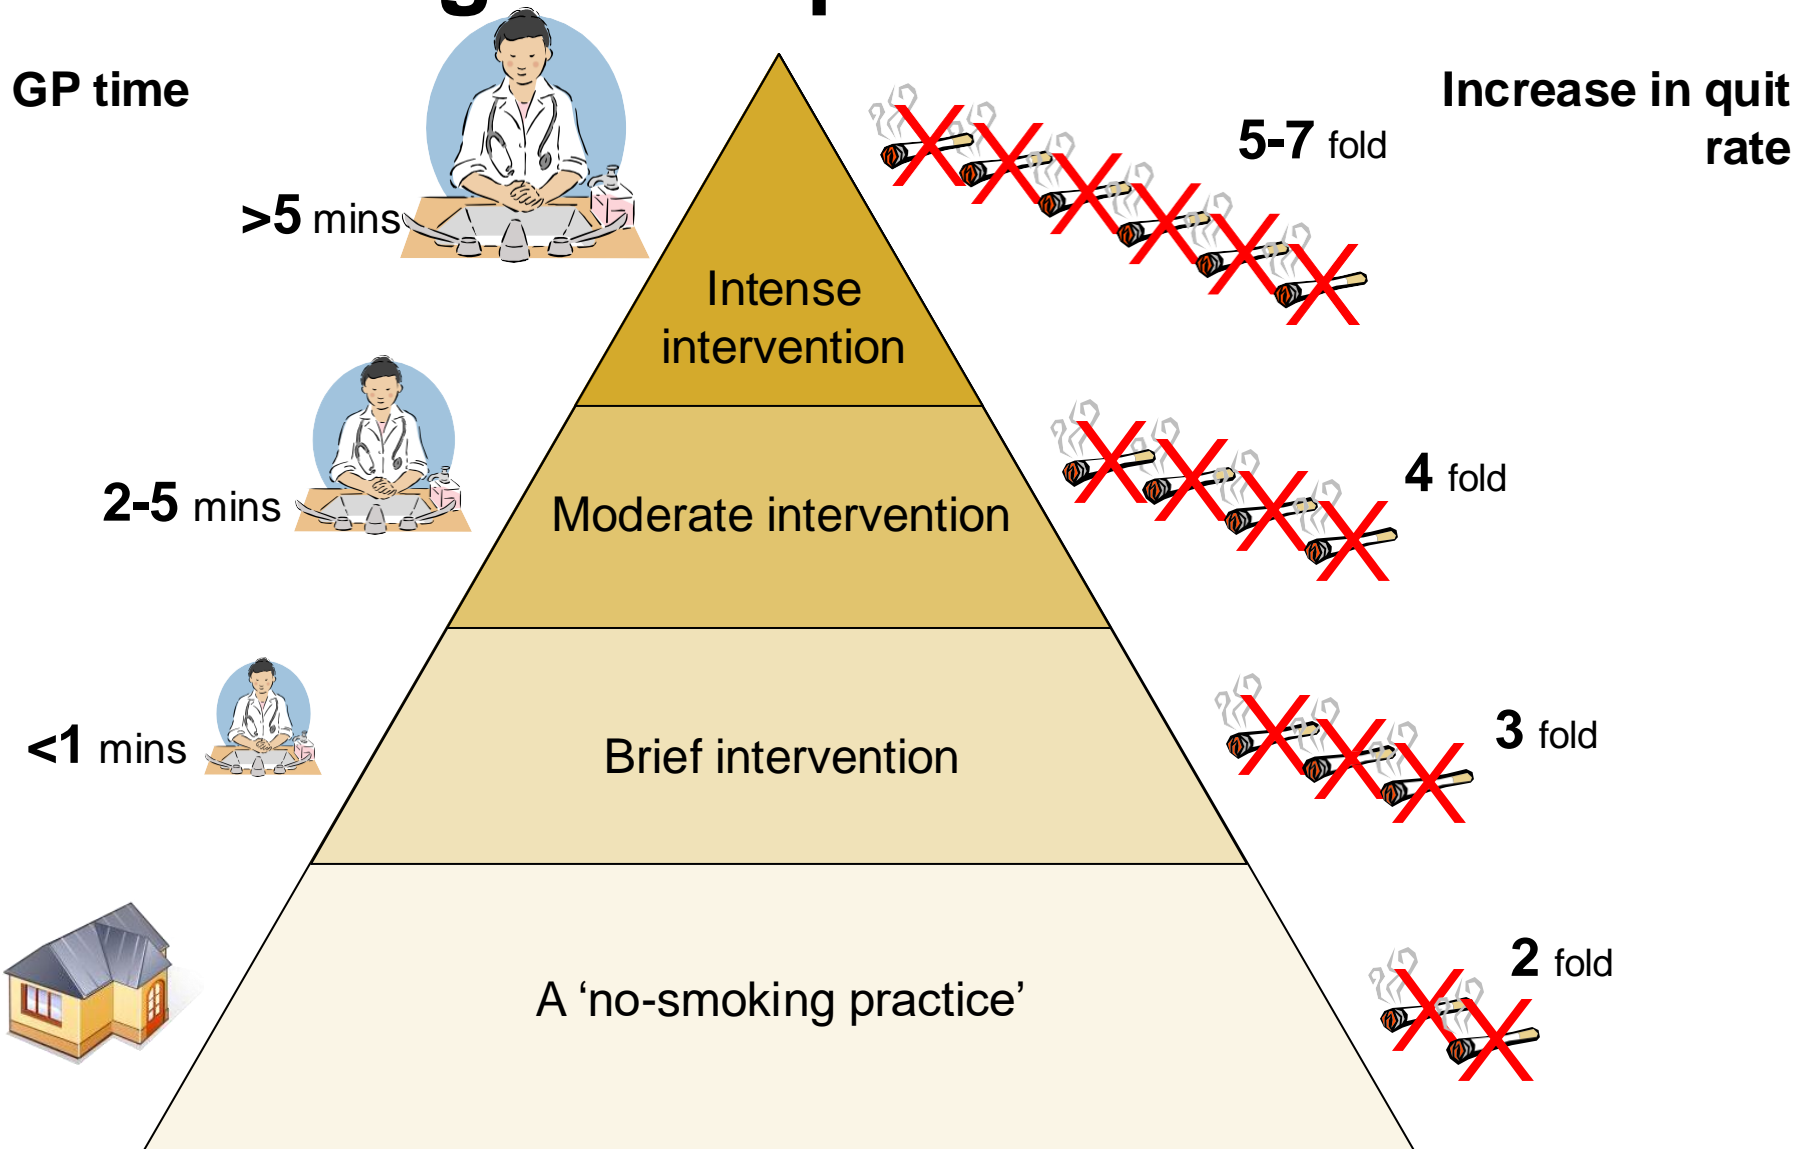 GP time
Increase in quit
rate
>5 mins
Intense
intervention
5-7 fold
2-5 mins
Moderate intervention
4 fold
<1 mins
Brief intervention
3 fold
A ‘no-smoking practice’
2 fold